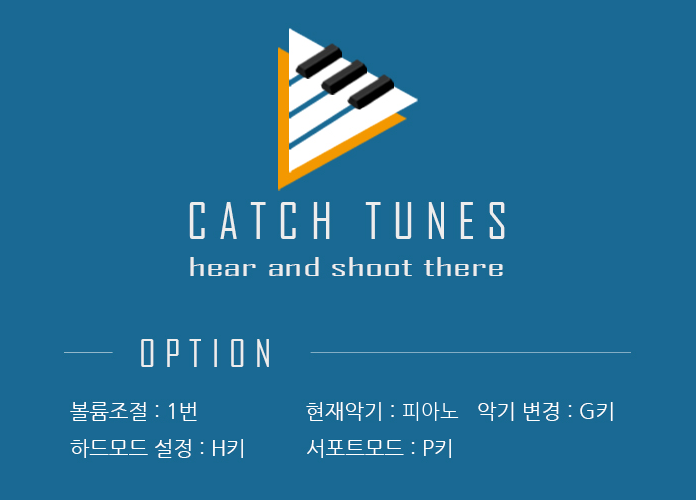 CATCH TUNES
hear and shoot there
OPTION
볼륨조절 : 1번 현재악기 : 피아노 악기 변경 : G키
하드모드 설정 : H키 서포트모드 : P키